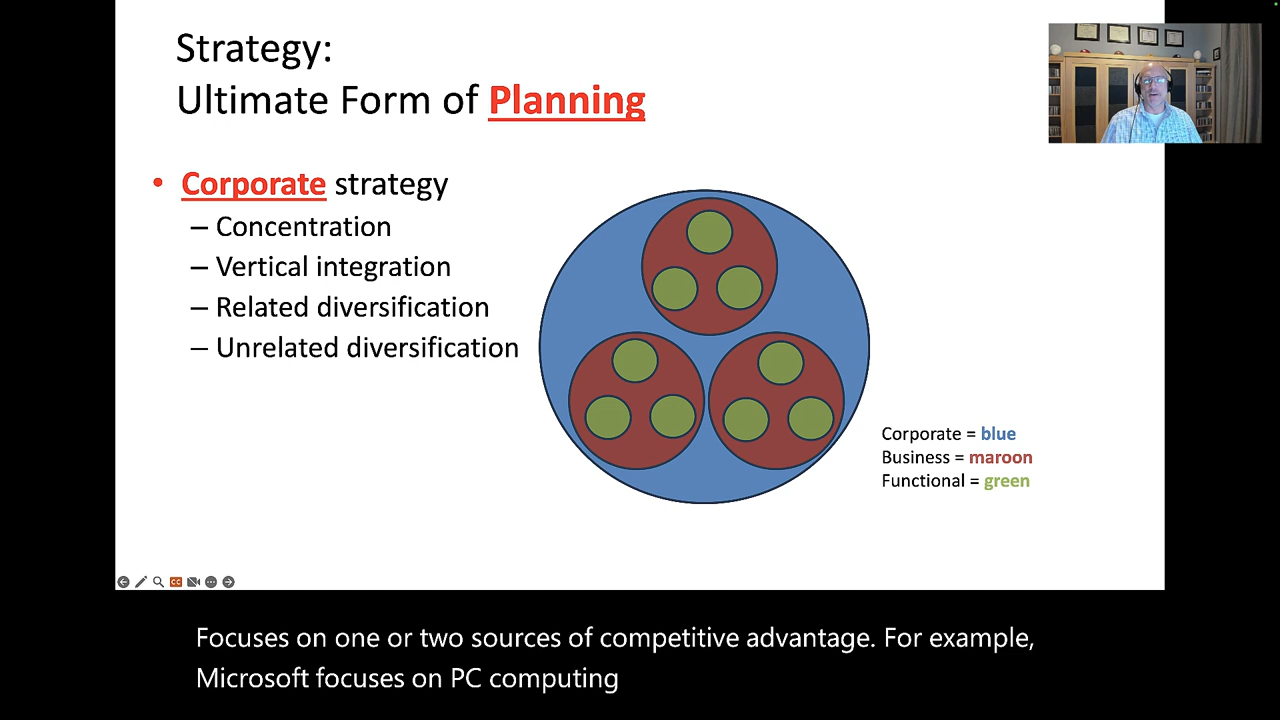 Strategy:
Ultimate Form of Planning
• Corporate strategy
– Concentration
– Vertical integration
– Related diversification
– Unrelated diversification
Corporate = blue
Business = maroon
Functional = green
CC
Focuses on one or two sources of competitive advantage. For example,
Microsoft focuses on PC computing